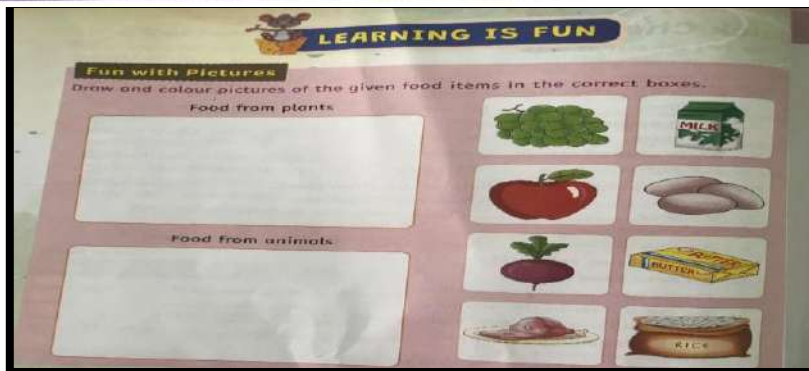 LEARNING IS FUN
Fun with Pictures
Draw and colour pictures of the given food items in the correct boxes.
Food from plants
MILK
Food from animals
BUTTER
RICE